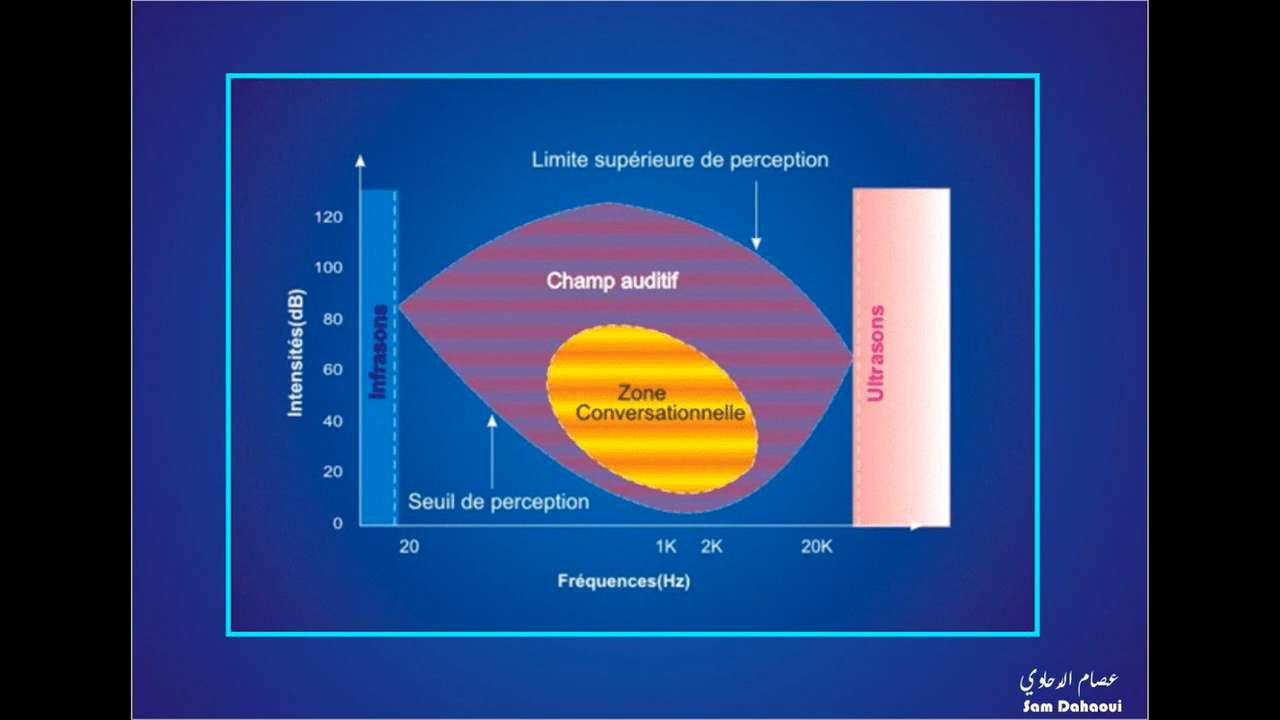 Limite supérieure de perception
120
100
80
60
40
20
0
Intensités(dB)
Infrasons
Champ auditif
Zone
Conversationnelle
Ultrasons
Seuil de perception
20
1K
2K
20K
Fréquences(Hz)
عصام الدحاوي
Sam Dahaoui